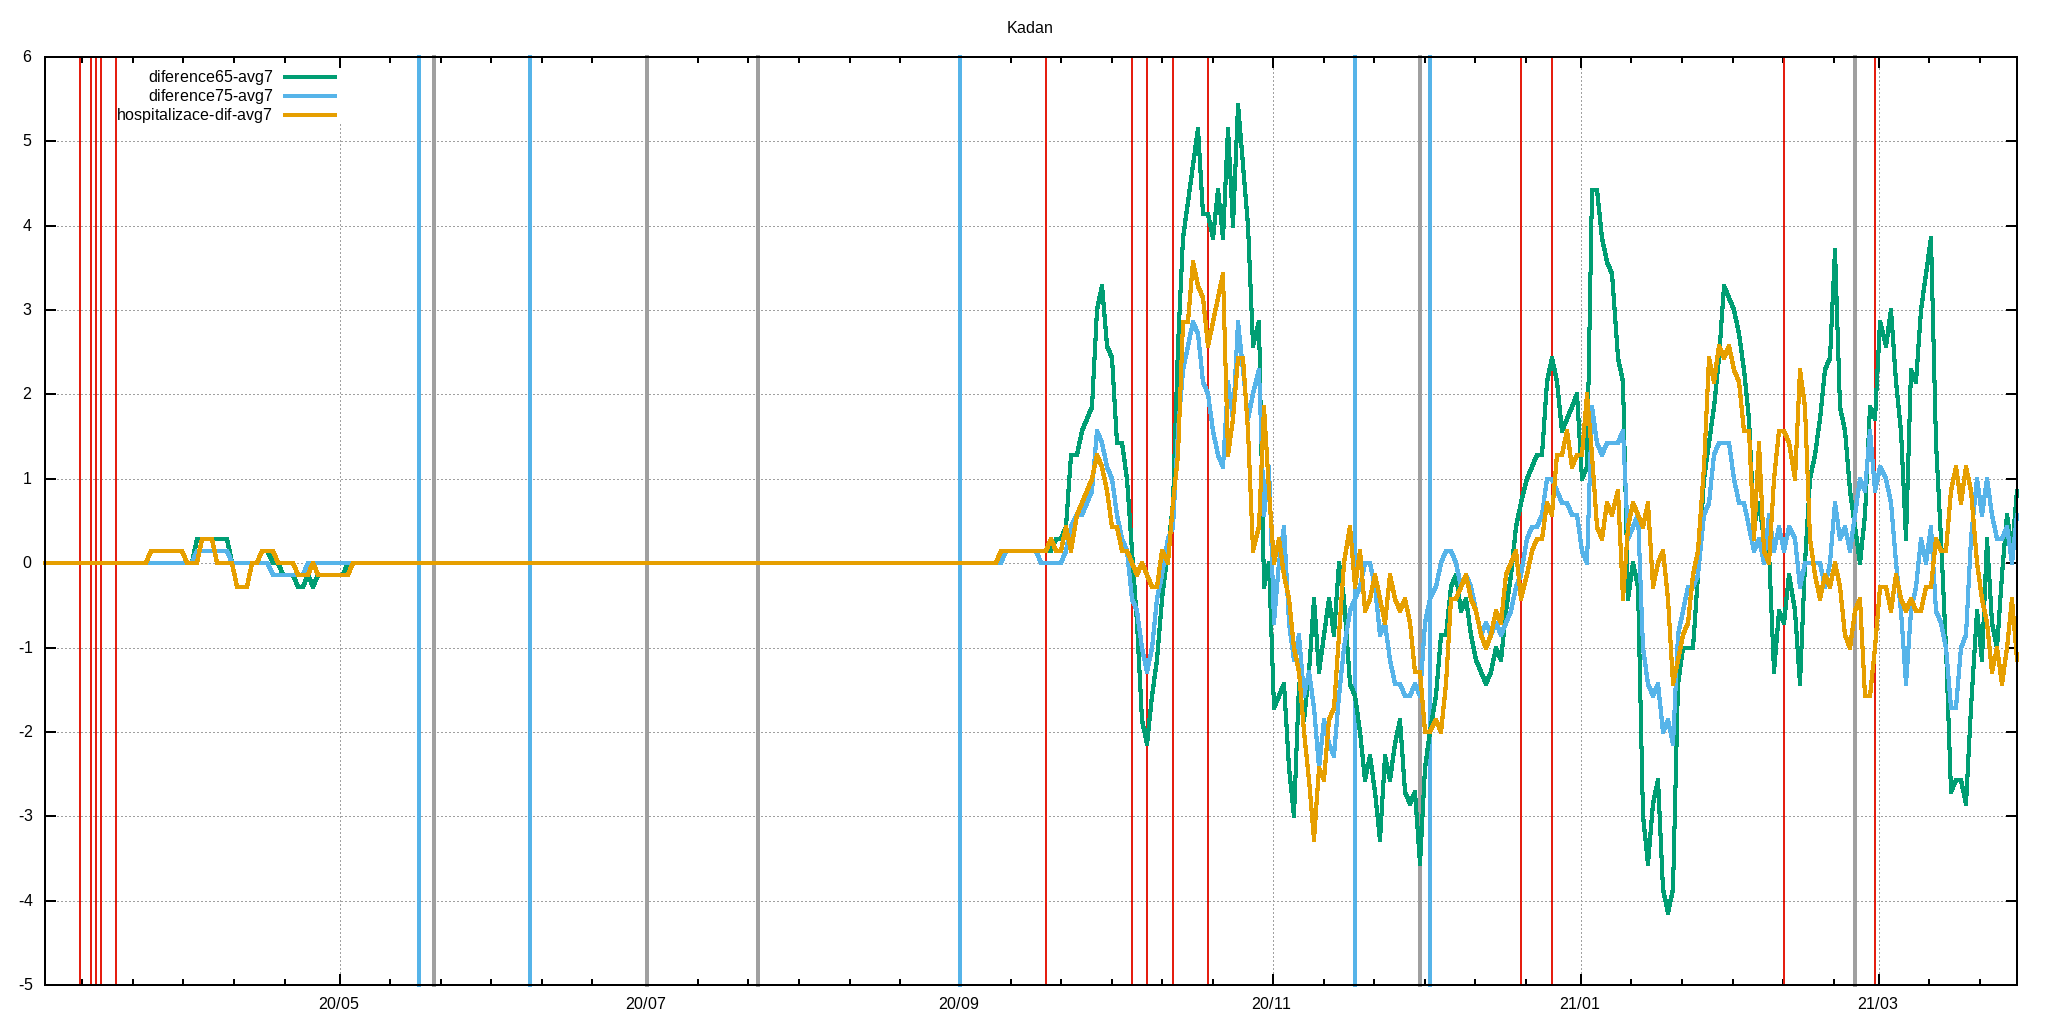 Kadan
6
diference65-avg7
diference75-avg7
hospitalizace-dif-avg7
5
4
3
2
1
0
-1
-2
-3
-4
-5
20/05 20/07 20/09 20/11 21/01 21/03